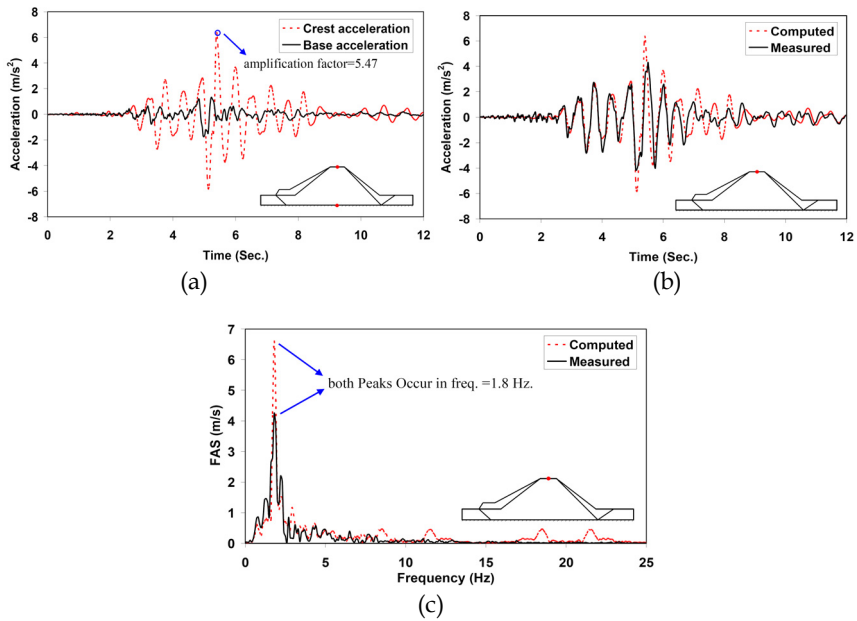 8
6
4
2
0
-2
-4
-6
-8
Acceleration (m/s²)
Crest acceleration
Base acceleration
amplification factor=5.47
0 2 4 6 8 10 12
Time (Sec.)
(a)
8
6
4
2
0
-2
-4
-6
-8
Acceleration (m/s²)
Computed
Measured
0 2 4 6 8 10 12
Time (Sec.)
(b)
7
6
5
4
3
2
1
0
FAS (m/s)
Computed
Measured
both Peaks Occur in freq. =1.8 Hz.
0 5 10 15 20 25
Frequency (Hz)
(c)